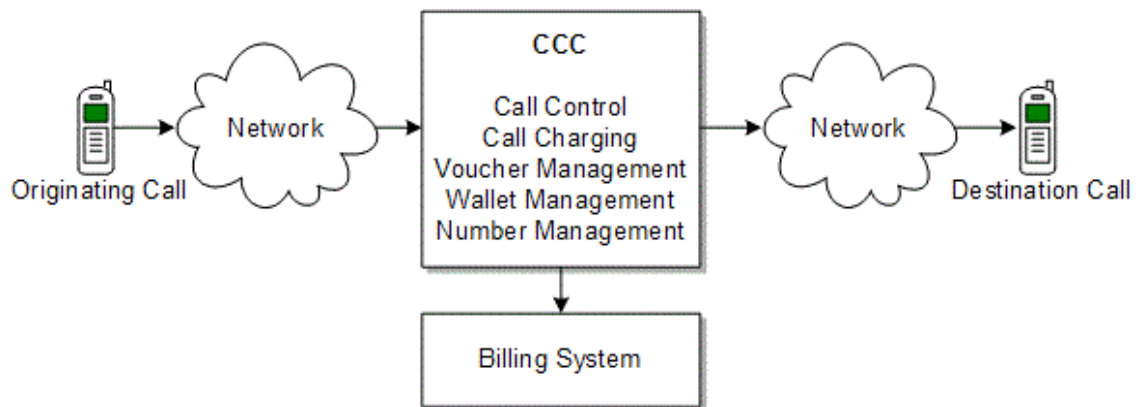 CCC
Call Control
Call Charging
Voucher Management
Wallet Management
Number Management
Network
Network
Originating Call
Destination Call
Billing System